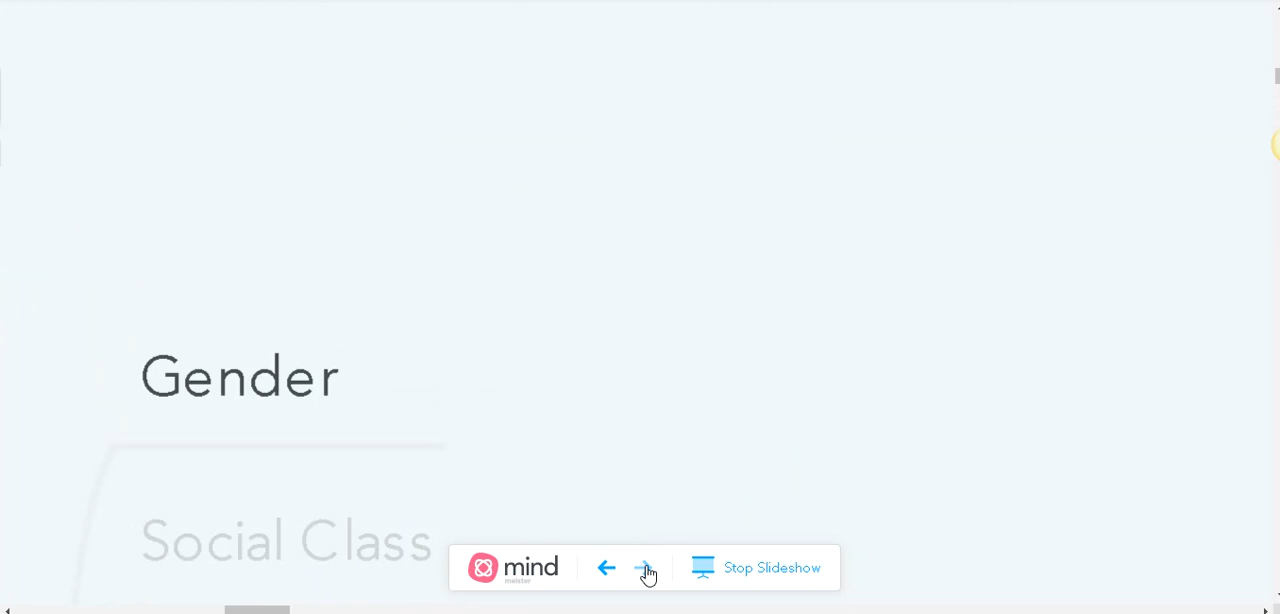 Gender
Social Class
mind
meister
Stop Slideshow